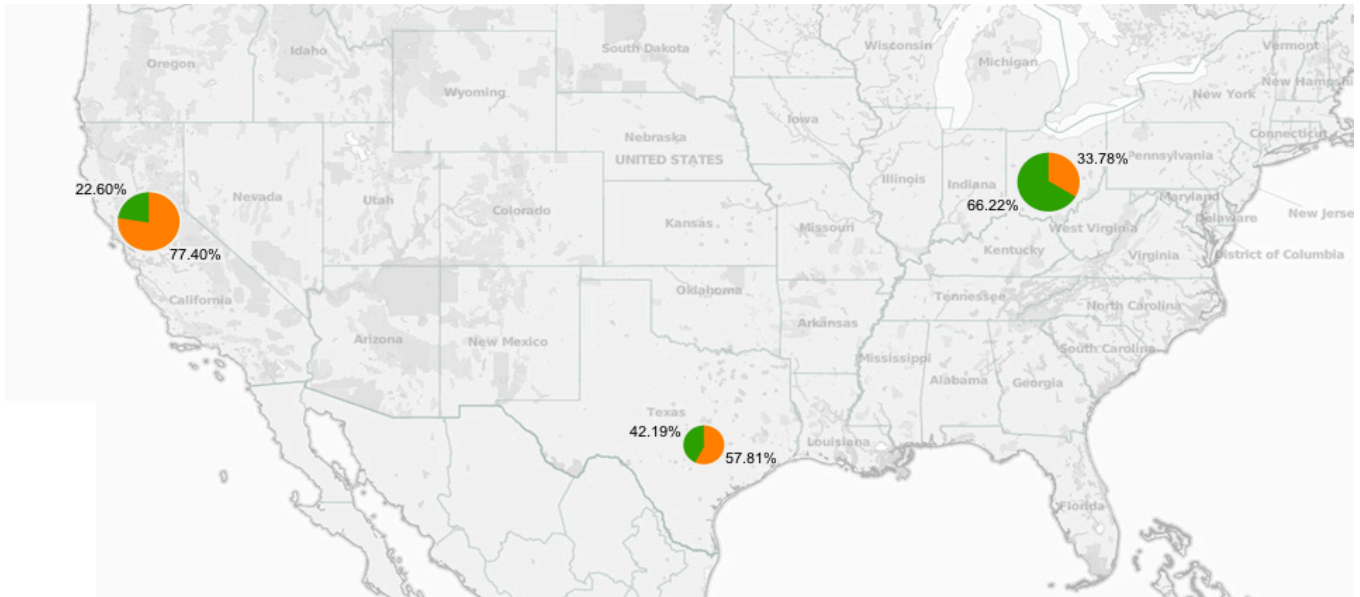 South Dakota
Wisconsin
Vermont
Idaho
Michigan
Oregon
New Hampshi
Wyoming
New York
Iowa
Connecticut
Nebraska
UNITED STATES
33.78%
Pennsylvania
Illinois
Indiana
22.60%
Nevada
Utah
Colorado
66.22%
Maryland
New Jerse
Delaware
Kansas
Missouri
West Virginia
Kentucky
77.40%
Virginia
District of Columbia
Oklahoma
Tennessee
California
North Carolina
Arkansas
Arizona
New Mexico
South Carolina
Mississippi
Alabama
Georgia
Texas
42.19%
57.81%
Louisiana
Florida